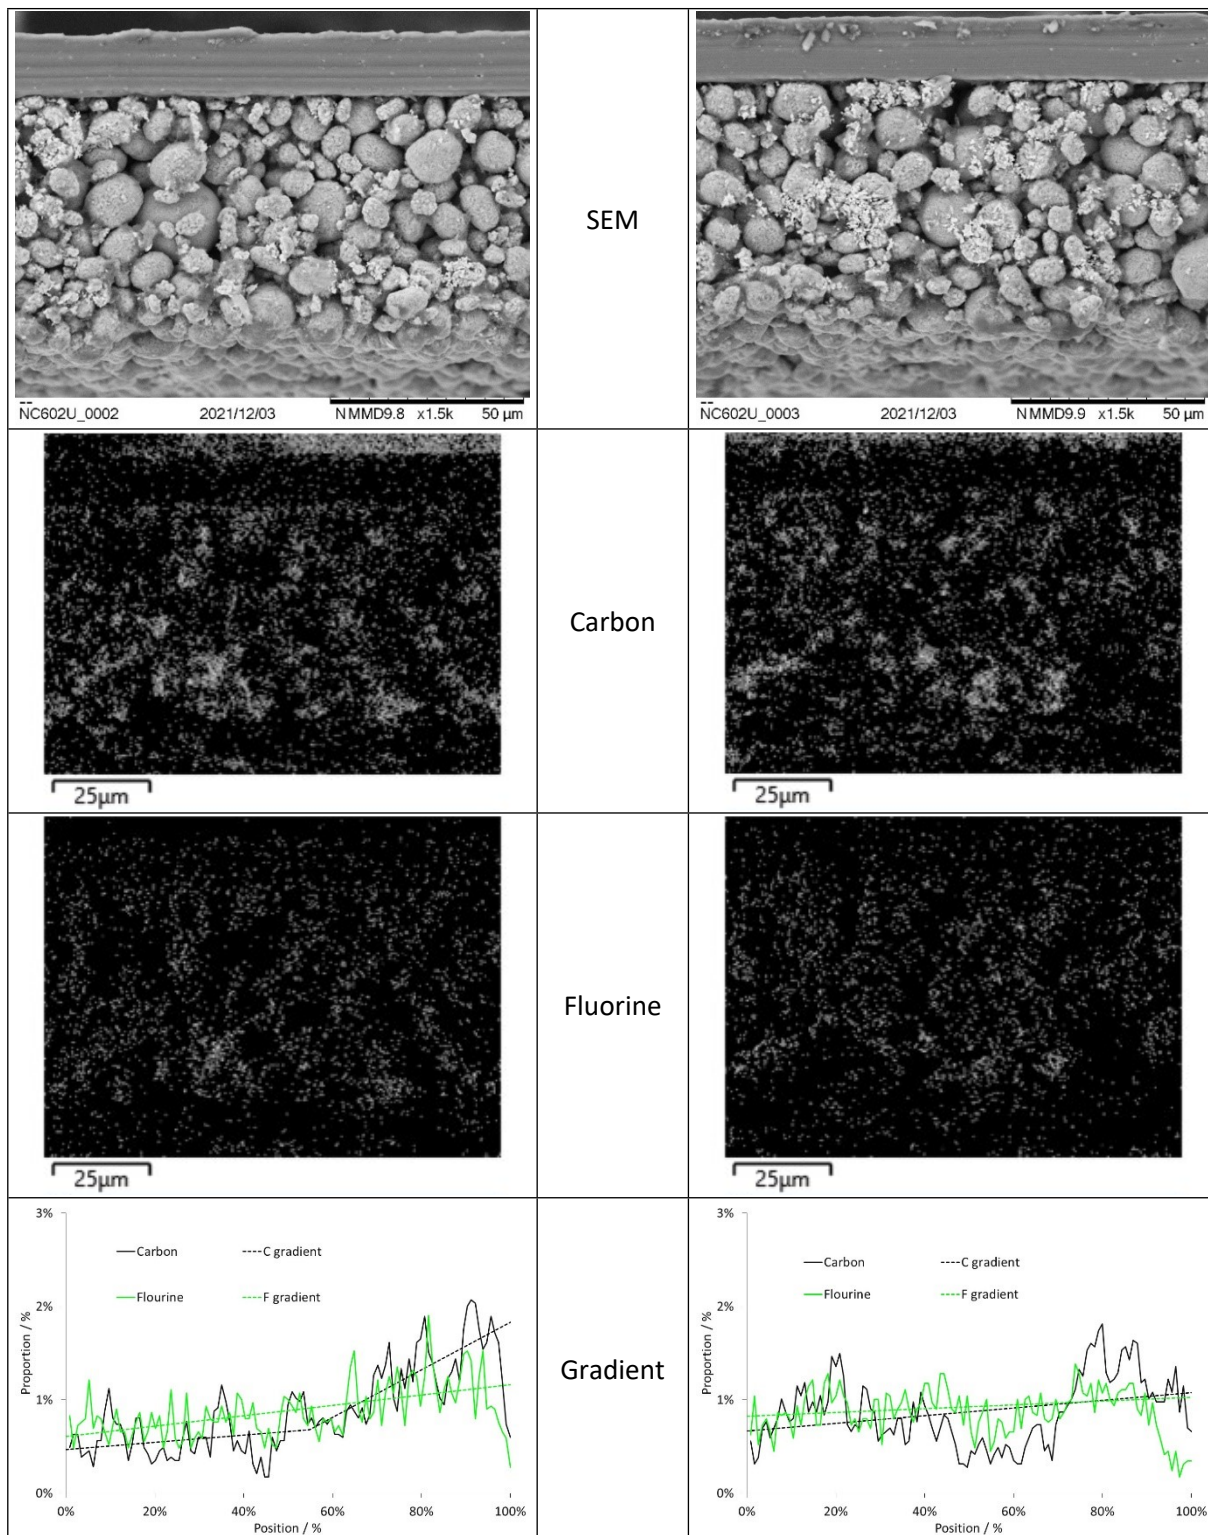 SEM
NC602U_0002 2021/12/03 NMMD9.8 x1.5k 50 µm
NC602U_0003 2021/12/03 NMMD9.9 x1.5k 50 µm
Carbon
25µm
25µm
Fluorine
25µm
25µm
Gradient
3%
2%
1%
0%
Proportion / %
Carbon
C gradient
Flourine
F gradient
0% 20% 40% 60% 80% 100%
Position / %
3%
2%
1%
0%
Proportion / %
Carbon
C gradient
Flourine
F gradient
0% 20% 40% 60% 80% 100%
Position / %